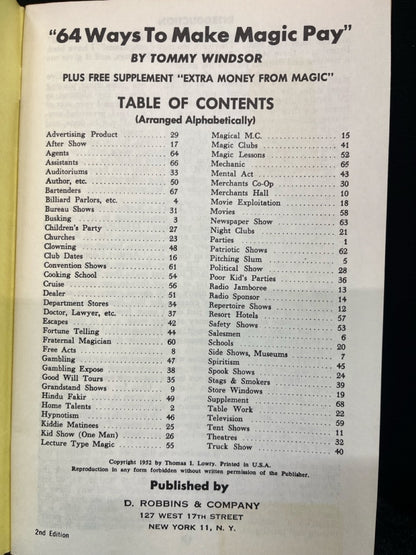 "64 Ways To Make Magic Pay"
BY TOMMY WINDSOR
PLUS FREE SUPPLEMENT "EXTRA MONEY FROM MAGIC"
TABLE OF CONTENTS
(Arranged Alphabetically)
Advertising Product 29
After Show 17
Agents 64
Assistants 66
Auditoriums 33
Author, etc. 50
Bartenders 67
Billiard Parlors, etc. 4
Bureau Shows 31
Busking 3
Children's Party 27
Churches 23
Clowning 48
Club Dates 16
Convention Shows 61
Cooking School 54
Cruise 56
Dealer 51
Department Stores 34
Doctor, Lawyer, etc. 37
Escapes 42
Fortune Telling 44
Fraternal Magician 60
Free Acts 8
Gambling 47
Gambling Expose 38
Good Will Tours 35
Grandstand Shows 9
Hindu Fakir 49
Home Talents 2
Hypnotism 46
Kiddie Matinees 25
Kid Show (One Man) 26
Lecture Type Magic 55
Magical M.C. 15
Magic Clubs 41
Magic Lessons 52
Mechanic 65
Mental Act 43
Merchants Co-Op 30
Merchants Hall 10
Movie Exploitation 18
Movies 58
Newspaper Show 63
Night Clubs 21
Parties 1
Patriotic Shows 62
Pitching Slum 5
Political Show 28
Poor Kid's Parties 36
Radio Jamboree 13
Radio Sponsor 14
Repertoire Shows 12
Resort Hotels 57
Safety Shows 53
Salesmen 6
Schools 20
Side Shows, Museums 7
Spiritism 45
Spook Shows 24
Stags & Smokers 39
Store Windows 19
Supplement 68
Table Work 22
Television 59
Tent Shows 11
Theatres 32
Truck Show 40
Copyright 1952 by Thomas I. Lowry. Printed in U.S.A.
Reproduction in any form forbidden without written permission of the Publisher.
Published by
D. ROBBINS & COMPANY
127 WEST 17TH STREET
NEW YORK 11, N. Y.
2nd Edition